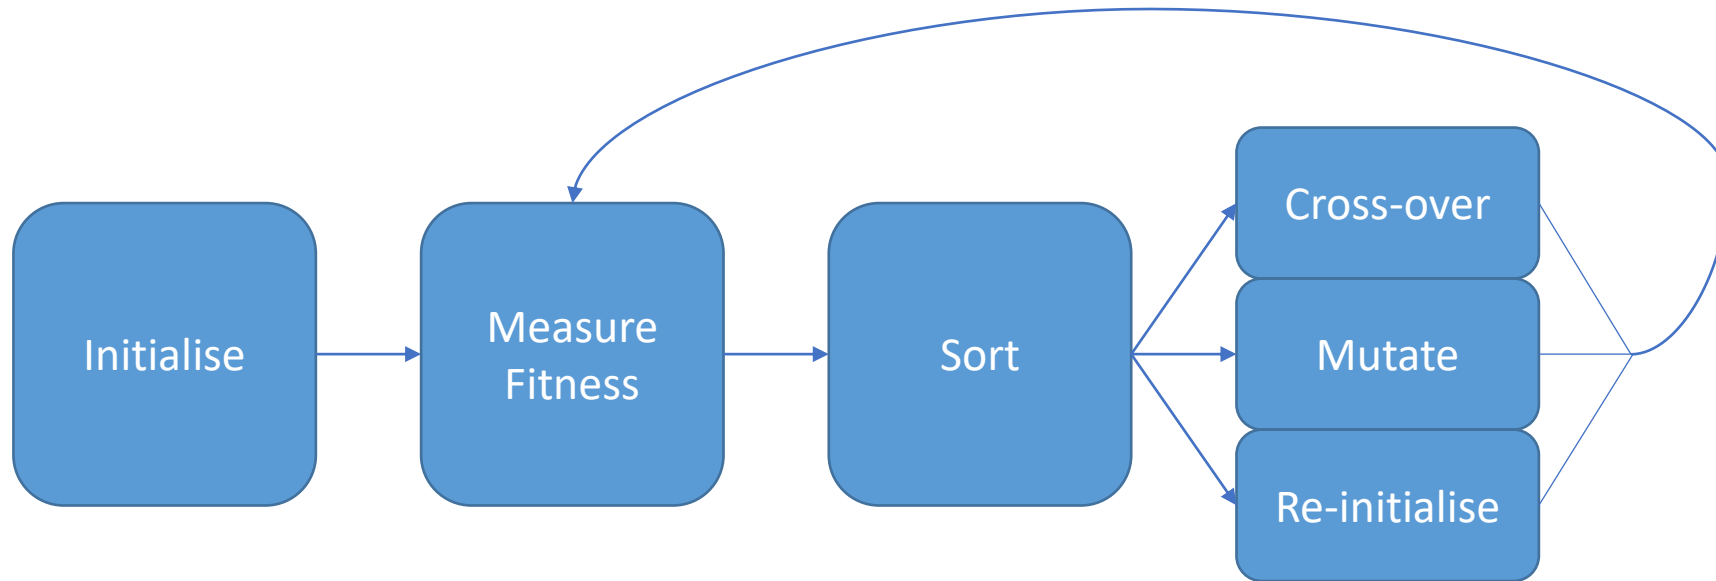 Initialise
Measure
Fitness
Sort
Cross-over
Mutate
Re-initialise